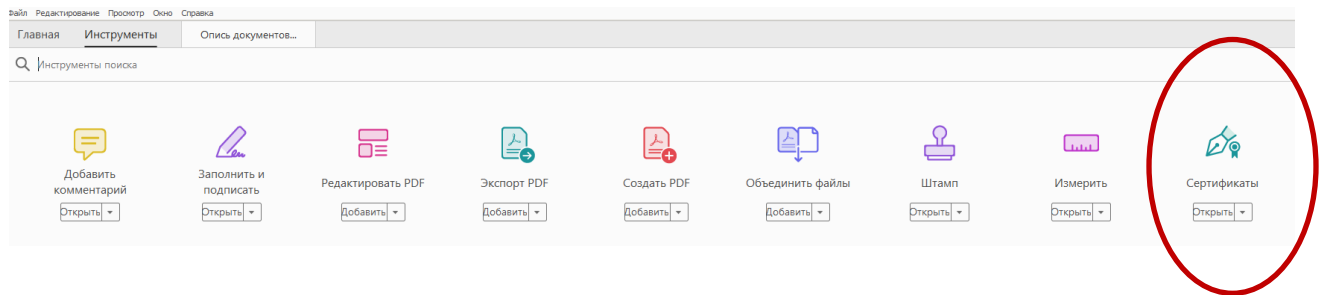 Файл Редактирование Просмотр Окно Справка
Главная Инструменты Опись документов...
Инструменты поиска
Добавить комментарий
Открыть
Заполнить и подписать
Открыть
Редактировать PDF
Добавить
Экспорт PDF
Добавить
Создать PDF
Добавить
Объединить файлы
Добавить
Штамп
Открыть
Измерить
Открыть
Сертификаты
Открыть